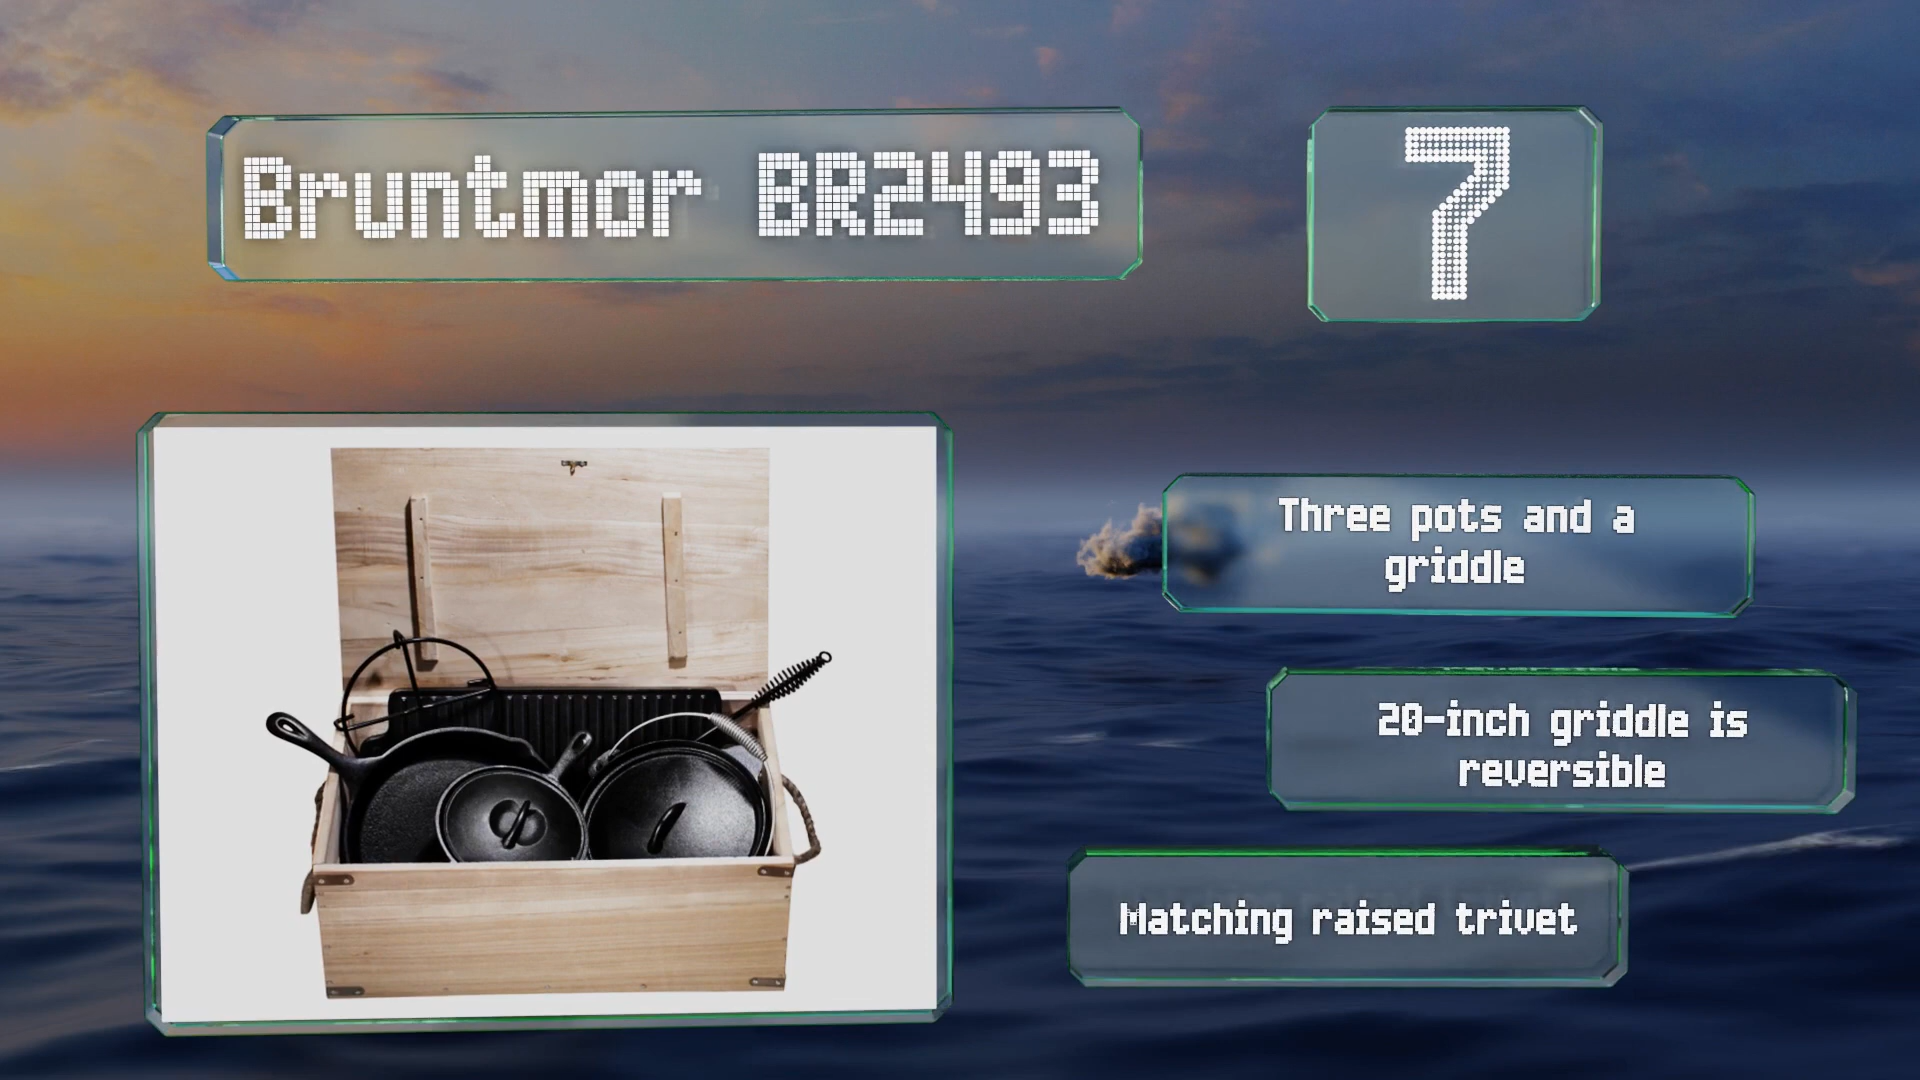 Bruntmor BR2493
7
Three pots and a
griddle
20-inch griddle is
reversible
Matching raised trivet